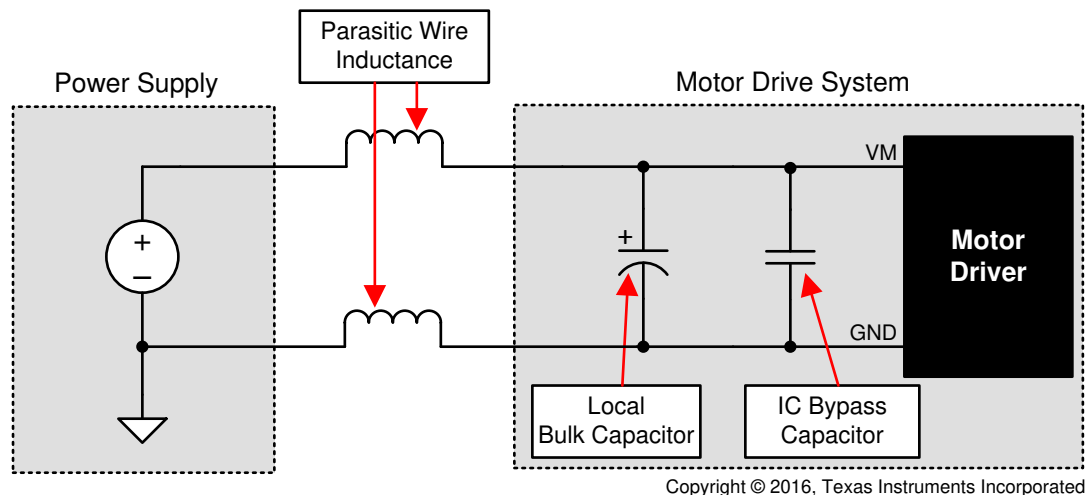 Parasitic Wire
Inductance
Power Supply
Motor Drive System
VM
+
–
+
Motor
Driver
GND
Local
Bulk Capacitor
IC Bypass
Capacitor
Copyright © 2016, Texas Instruments Incorporated